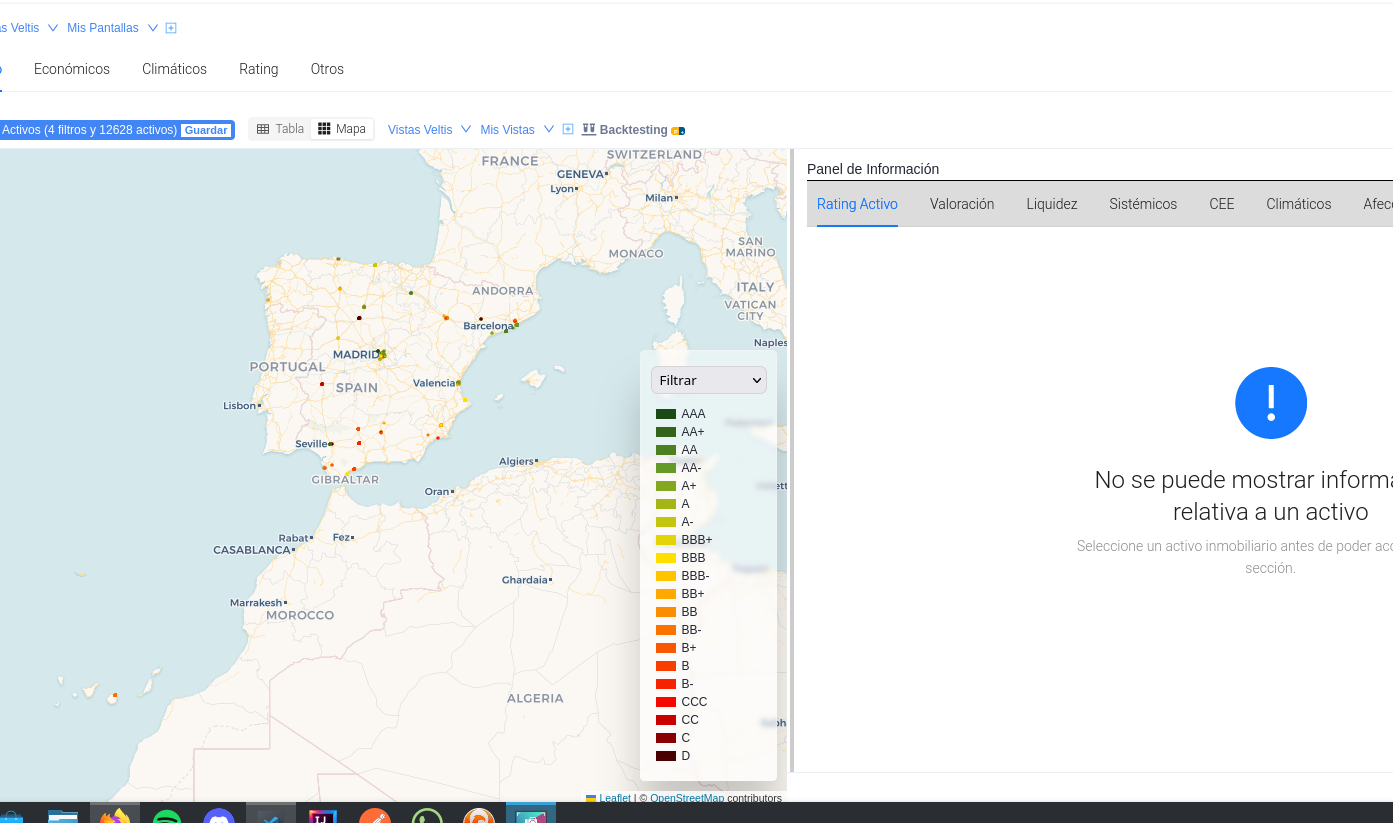 Veltis Mis Pantallas
Económicos Climáticos Rating Otros
Activos (4 filtros y 12628 activos) Guardar Tabla Mapa Vistas Veltis Mis Vistas Backtesting
FRANCE
SWITZERLAND
GENEVA
Lyon
Milan
SAN
MARINO
MONACO
ITALY
ANDORRA
VATICAN
CITY
Barcelona
Naples
MADRID
PORTUGAL
SPAIN
Valencia
Lisbon
Seville
GIBRALTAR
Algiers
Oran
Rabat
Fez
CASABLANCA
Ghardaia
Marrakesh
MOROCCO
ALGERIA
Filtrar
AAA
AA+
AA
AA-
A+
A
A-
BBB+
BBB
BBB-
BB+
BB
BB-
B+
B
B-
CCC
CC
C
D
Leaflet | © OpenStreetMap contributors
Panel de Información
Rating Activo Valoración Liquidez Sistémicos CEE Climáticos Afec
No se puede mostrar informa
relativa a un activo
Seleccione un activo inmobiliario antes de poder acc
sección.